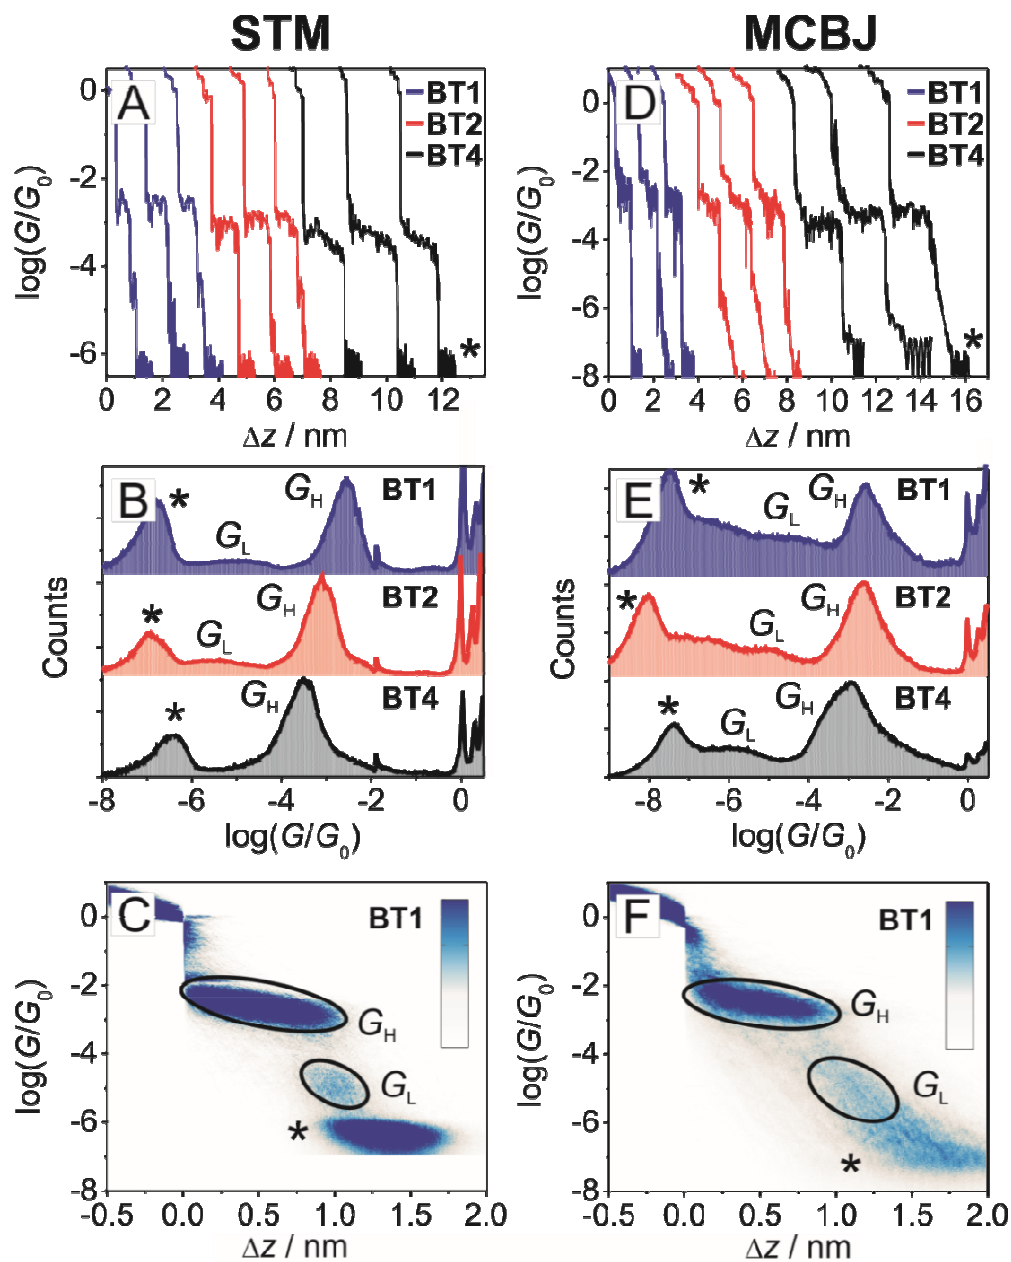 STM
MCBJ
A
BT1
BT2
BT4
log(G/G0)
0
-2
-4
-6
*
0 2 4 6 8 10 12
Δz / nm
D
BT1
BT2
BT4
log(G/G0)
0
-2
-4
-6
-8
*
0 2 4 6 8 10 12 14 16
Δz / nm
B
*
GL
GH
BT1
*
GL
GH
BT2
*
GH
BT4
Counts
-8 -6 -4 -2 0
log(G/G0)
E
*
GL
GH
BT1
*
GL
GH
BT2
*
GL
GH
BT4
Counts
-8 -6 -4 -2 0
log(G/G0)
C
BT1
log(G/G0)
0
-2
-4
-6
-8
GH
GL
*
-0.5 0.0 0.5 1.0 1.5 2.0
Δz / nm
F
BT1
log(G/G0)
0
-2
-4
-6
-8
GH
GL
*
-0.5 0.0 0.5 1.0 1.5 2.0
Δz / nm